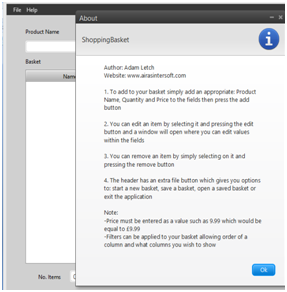 File Help
About
Product Name
ShoppingBasket
Basket
Name
Author: Adam Letch
Website: www.airasintersoft.com
1. To add to your basket simply add an appropriate: Product
Name, Quantity and Price to the fields then press the add
button
2. You can edit an item by selecting it and pressing the edit
button and a window will open where you can edit values
within the fields
3. You can remove an item by simply selecting on it and
pressing the remove button
4. The header has an extra file button which gives you options
to: start a new basket, save a basket, open a saved basket or
exit the application
Note:
-Price must be entered as a value such as 9.99 which would be
equal to £9.99
-Filters can be applied to your basket allowing order of a
column and what columns you wish to show
No. Items
Ok